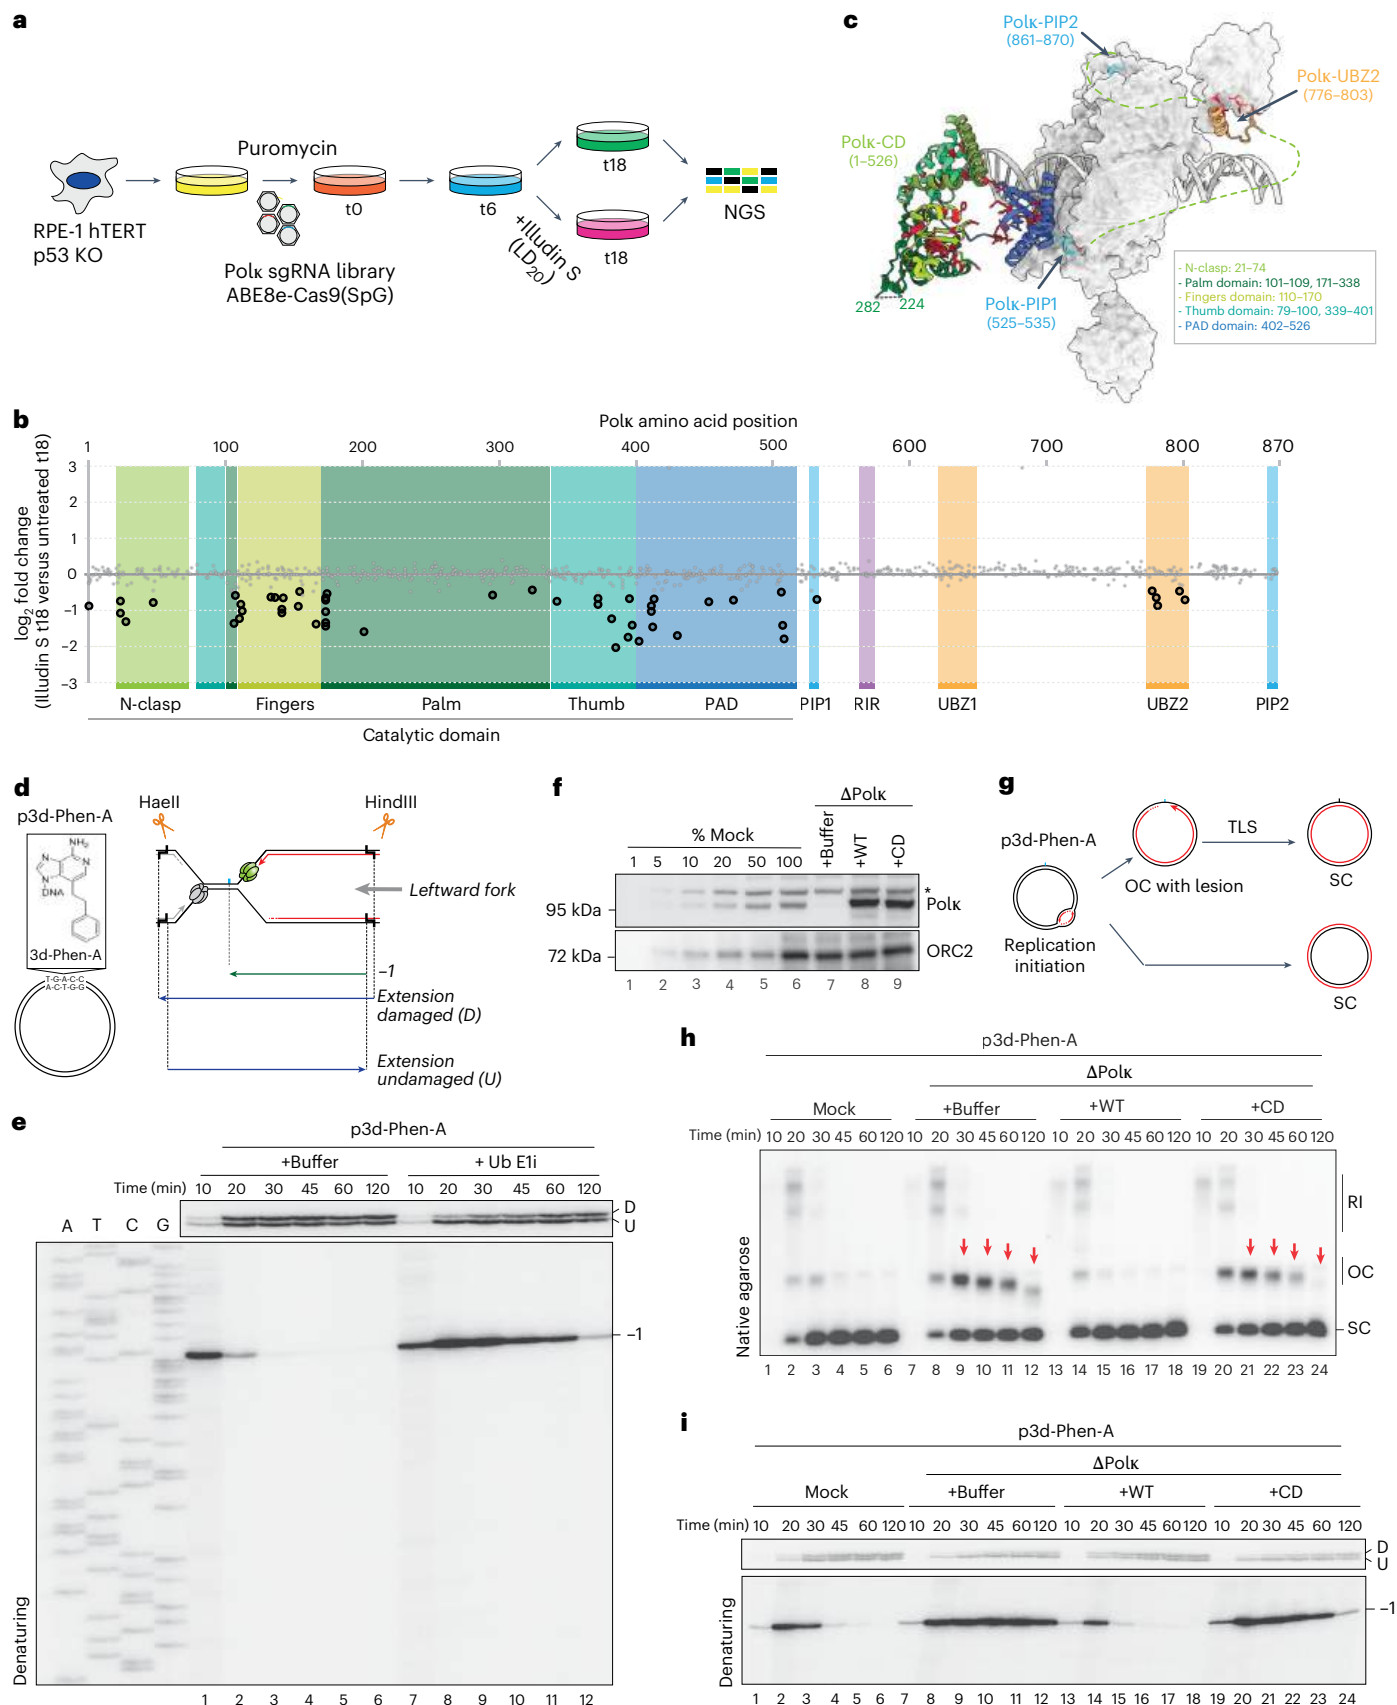 a
RPE-1 hTERT
p53 KO
Puromycin
Polκ sgRNA library
ABE8e-Cas9(SpG)
t0
t6
+Illudin S
(LD20)
t18
t18
NGS
c
Polκ-PIP2
(861–870)
Polκ-UBZ2
(776–803)
Polκ-CD
(1–526)
282
224
Polκ-PIP1
(525–535)
- N-clasp: 21–74
- Palm domain: 101–109, 171–338
- Fingers domain: 110–170
- Thumb domain: 79–100, 339–401
- PAD domain: 402–526
b
Polκ amino acid position
1 100 200 300 400 500 600 700 800 870
log2 fold change
(Illudin S t18 versus untreated t18)
3
2
1
0
–1
–2
–3
N-clasp Fingers Palm Thumb PAD PIP1 RIR UBZ1 UBZ2 PIP2
Catalytic domain
d
p3d-Phen-A
NH2
N
N
N
N
DNA
3d-Phen-A
T-G-A-C-C
A-C-T-G-G
HaeII
HindIII
Leftward fork
–1
Extension
damaged (D)
Extension
undamaged (U)
f
ΔPolκ
% Mock
1 5 10 20 50 100 +Buffer +WT +CD
*
95 kDa
Polκ
72 kDa
ORC2
1 2 3 4 5 6 7 8 9
g
p3d-Phen-A
Replication
initiation
OC with lesion
TLS
SC
SC
e
p3d-Phen-A
+Buffer + Ub E1i
Time (min) 10 20 30 45 60 120 10 20 30 45 60 120
D
U
A T C G
–1
Denaturing
1 2 3 4 5 6 7 8 9 10 11 12
h
p3d-Phen-A
ΔPolκ
Mock +Buffer +WT +CD
Time (min) 10 20 30 45 60 120 10 20 30 45 60 120 10 20 30 45 60 120 10 20 30 45 60 120
RI
OC
SC
Native agarose
1 2 3 4 5 6 7 8 9 10 11 12 13 14 15 16 17 18 19 20 21 22 23 24
i
p3d-Phen-A
ΔPolκ
Mock +Buffer +WT +CD
Time (min) 10 20 30 45 60 120 10 20 30 45 60 120 10 20 30 45 60 120 10 20 30 45 60 120
D
U
–1
Denaturing
1 2 3 4 5 6 7 8 9 10 11 12 13 14 15 16 17 18 19 20 21 22 23 24